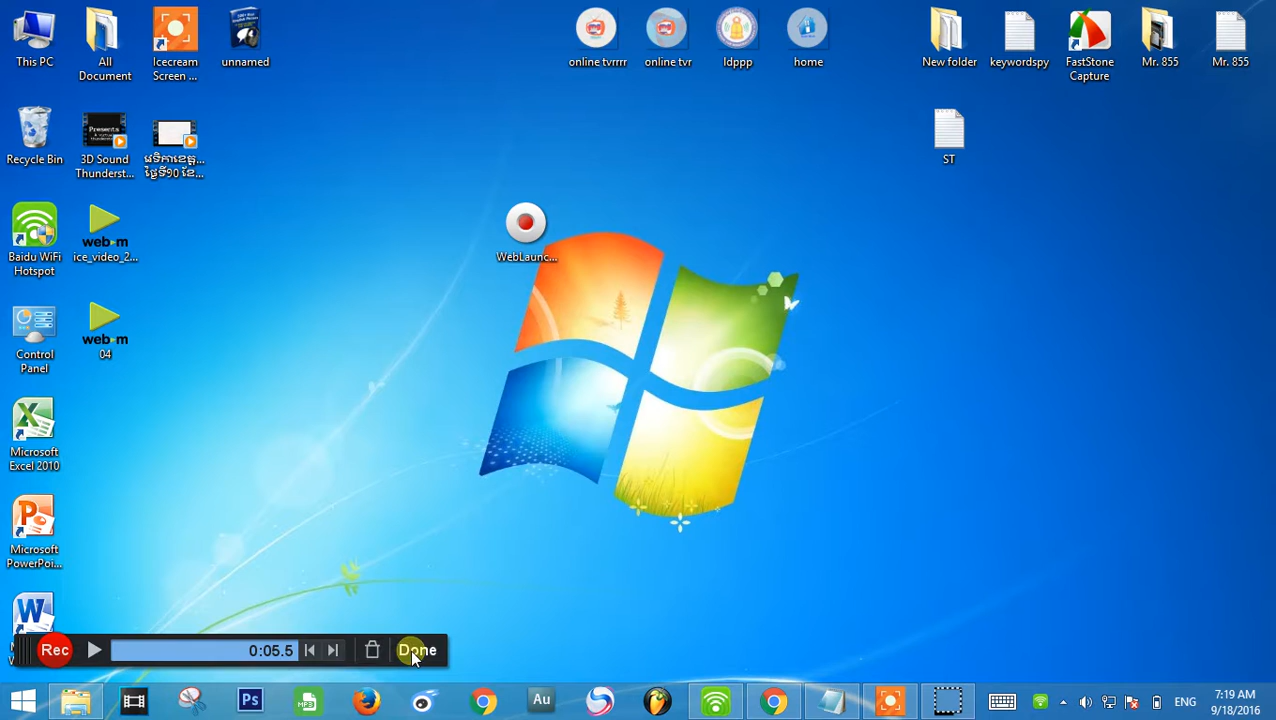 This PC
All
Document
Icecream
Screen ...
unnamed
online tvrrrr
online tvr
ldppp
home
New folder
keywordspy
FastStone
Capture
Mr. 855
Mr. 855
Recycle Bin
Presents
3D Sound
Thunderst...
ST
Baidu WiFi
Hotspot
web-m
ice_video_2...
WebLaunc...
Control
Panel
web-m
04
Microsoft
Excel 2010
Microsoft
PowerPoi...
Rec
0:05.5
Done
Ps
Au
ENG
7:19 AM
9/18/2016